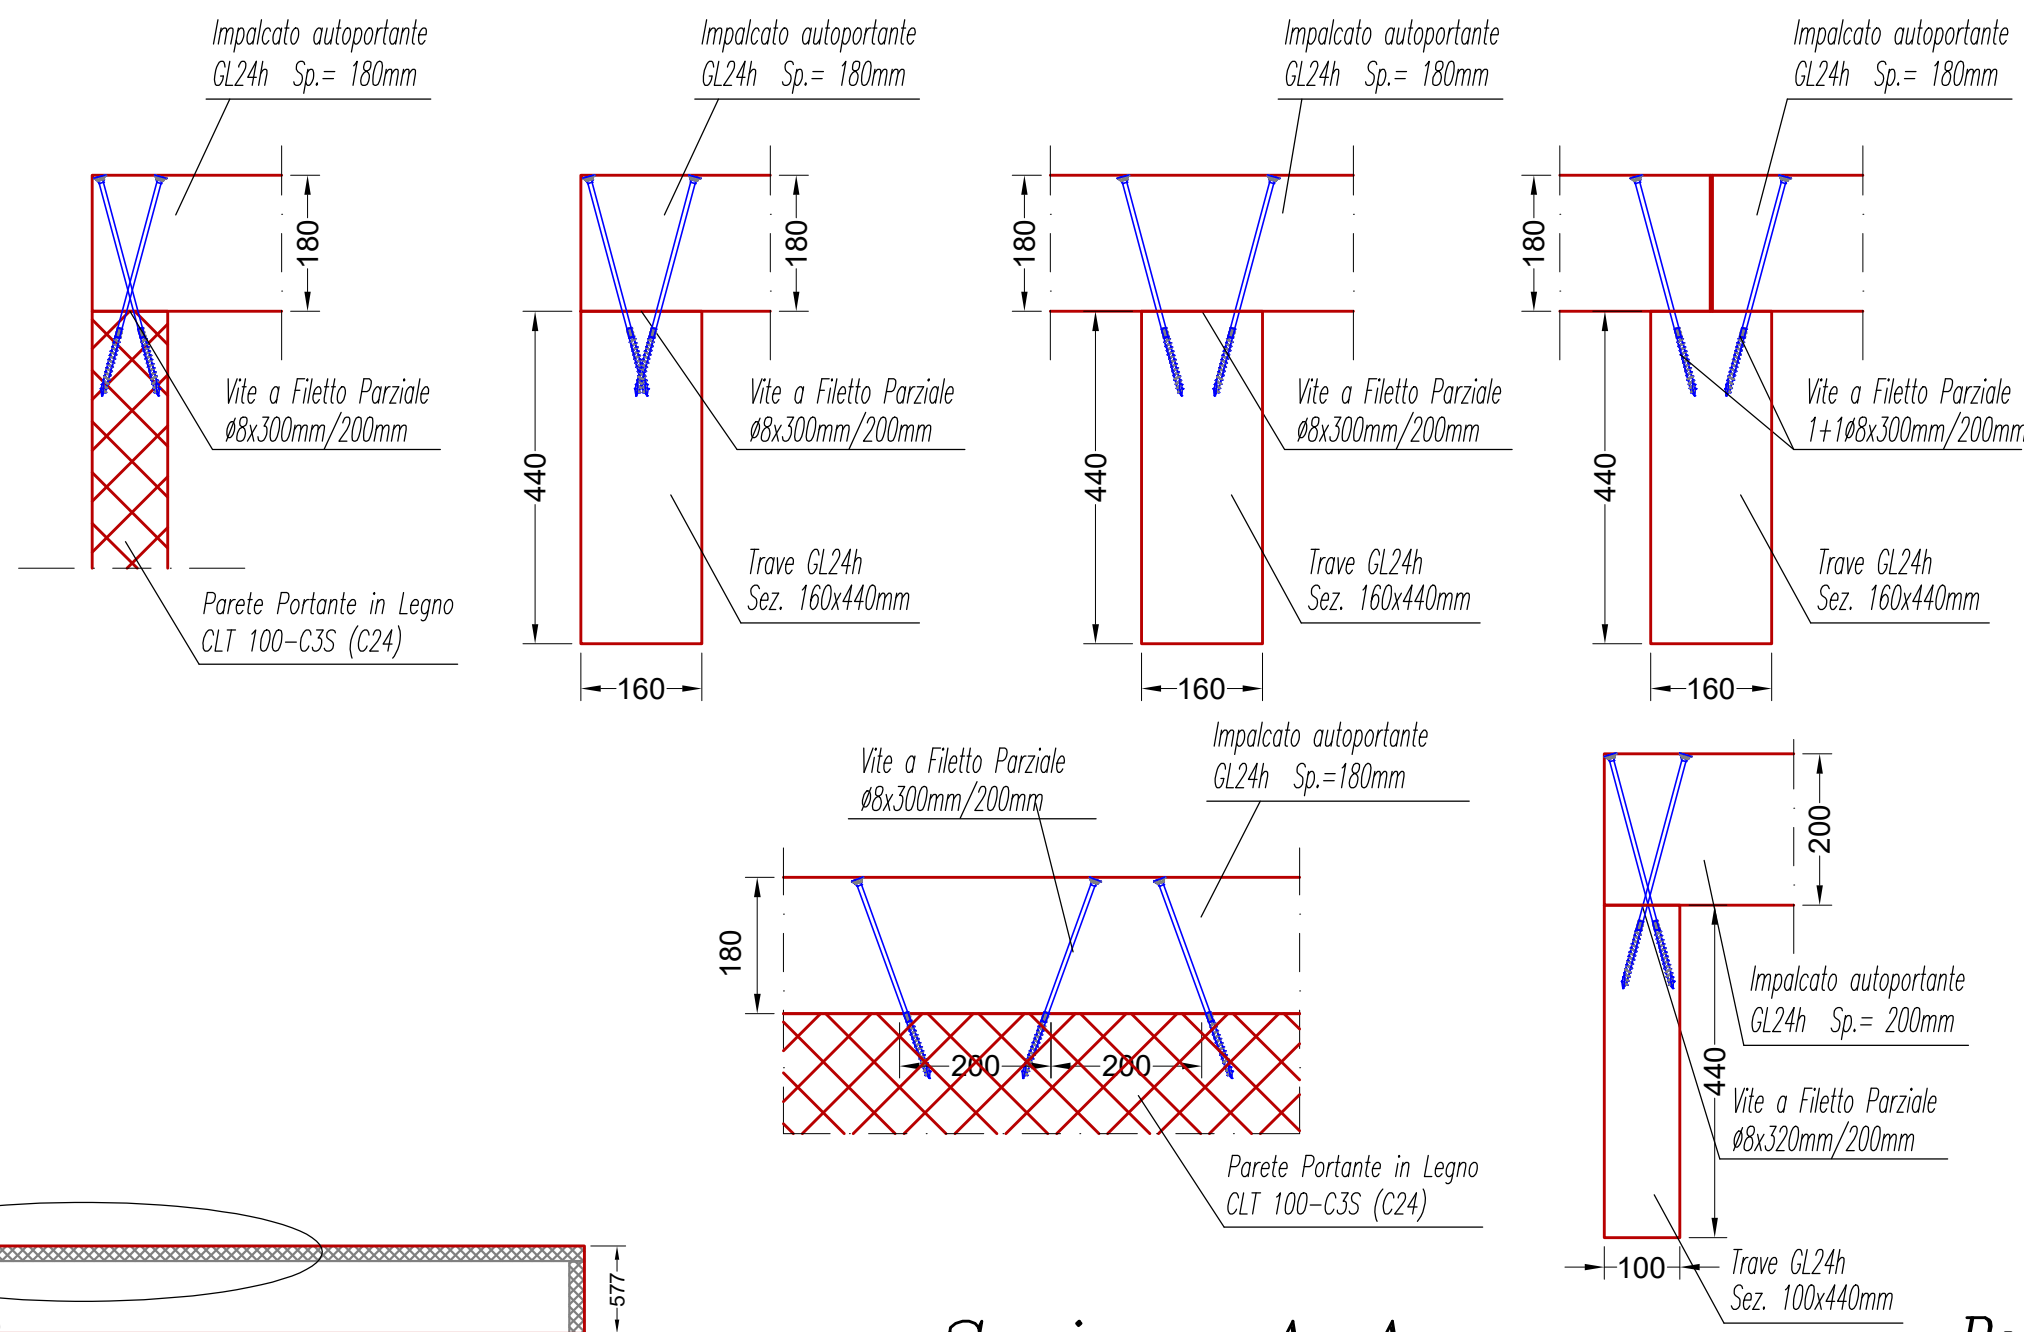 Impalcato autoportante
GL24h Sp.= 180mm
Impalcato autoportante
GL24h Sp.= 180mm
Impalcato autoportante
GL24h Sp.= 180mm
Impalcato autoportante
GL24h Sp.= 180mm
180
180
180
180
Vite a Filetto Parziale
ø8x300mm/200mm
Vite a Filetto Parziale
ø8x300mm/200mm
Vite a Filetto Parziale
ø8x300mm/200mm
Vite a Filetto Parziale
1+1ø8x300mm/200mm
440
440
440
Parete Portante in Legno
CLT 100-C3S (C24)
Trave GL24h
Sez. 160x440mm
Trave GL24h
Sez. 160x440mm
Trave GL24h
Sez. 160x440mm
160
160
160
Vite a Filetto Parziale
ø8x300mm/200mm
Impalcato autoportante
GL24h Sp.=180mm
180
200
200
Parete Portante in Legno
CLT 100-C3S (C24)
200
Impalcato autoportante
GL24h Sp.= 200mm
440
Vite a Filetto Parziale
ø8x320mm/200mm
100
Trave GL24h
Sez. 100x440mm
577